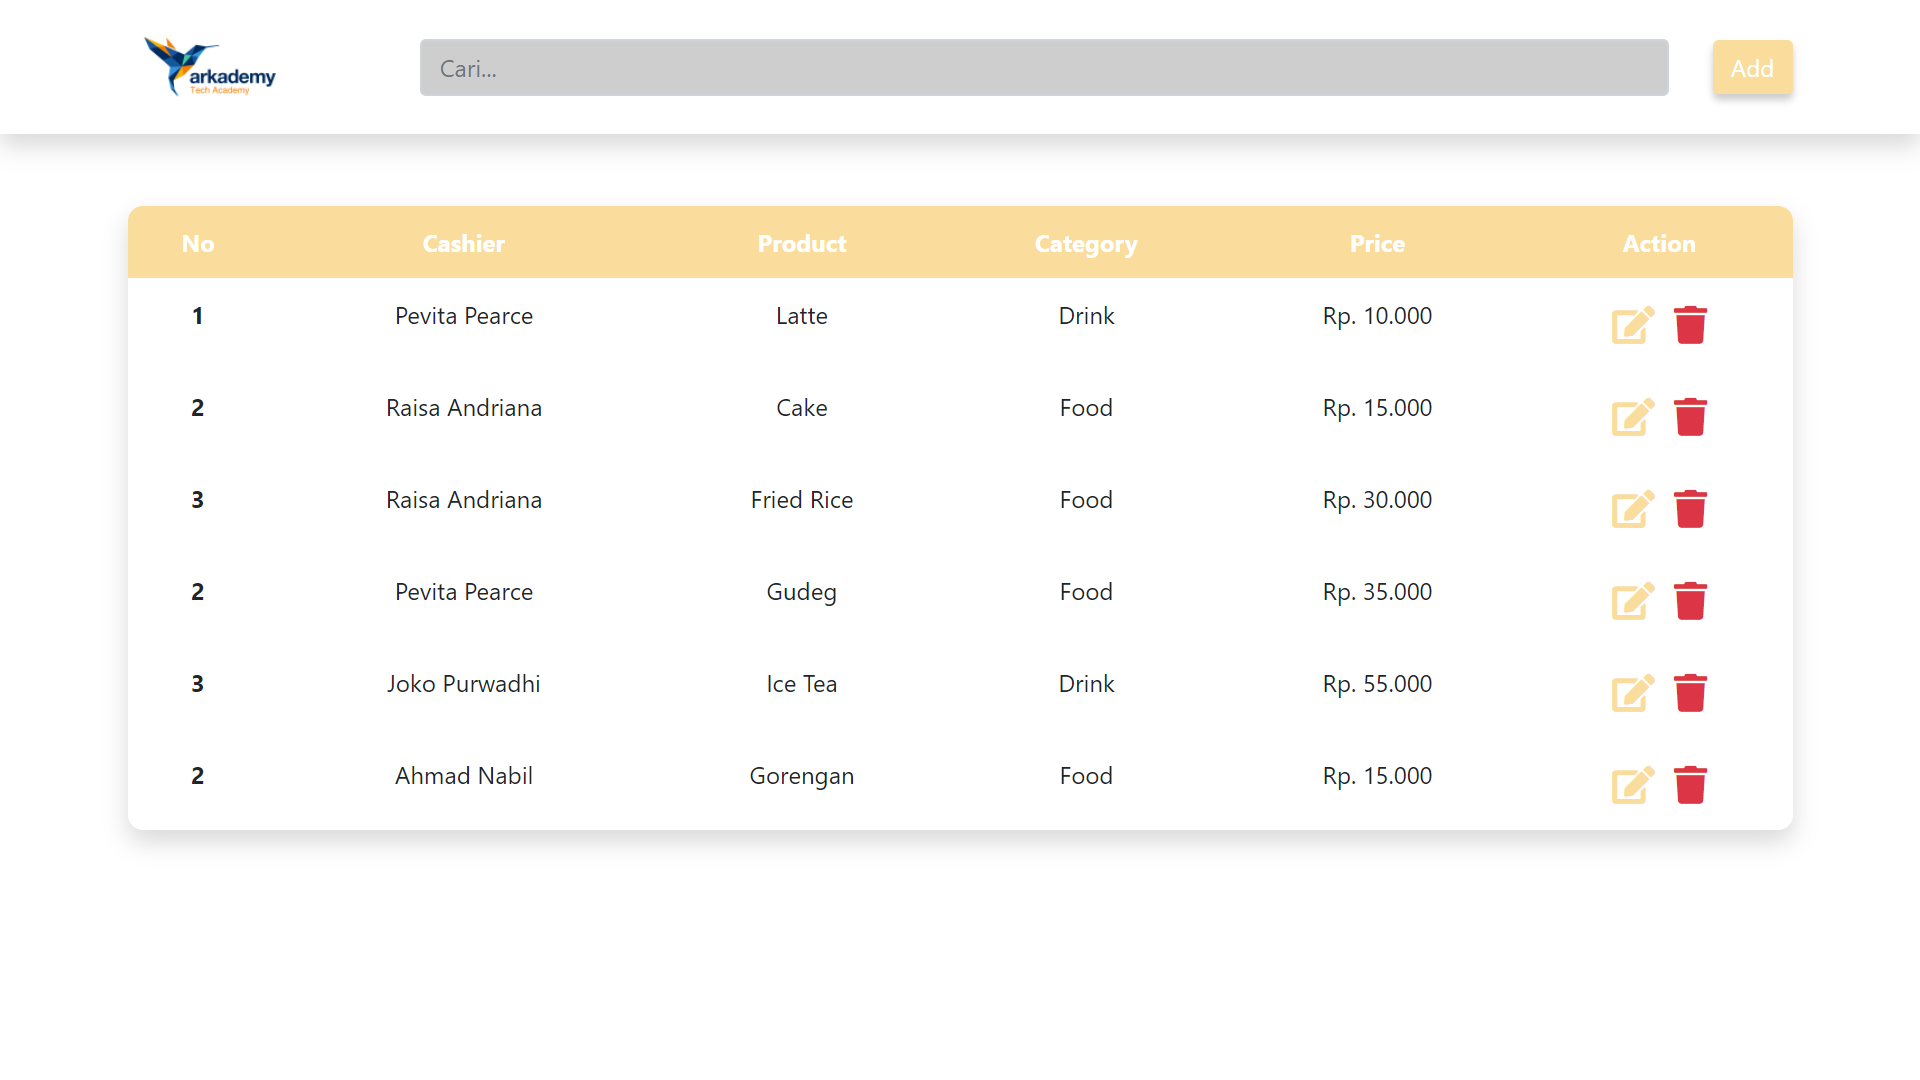 arkademy
Tech Academy
Cari...
Add
No Cashier Product Category Price Action
1 Pevita Pearce Latte Drink Rp. 10.000
2 Raisa Andriana Cake Food Rp. 15.000
3 Raisa Andriana Fried Rice Food Rp. 30.000
2 Pevita Pearce Gudeg Food Rp. 35.000
3 Joko Purwadhi Ice Tea Drink Rp. 55.000
2 Ahmad Nabil Gorengan Food Rp. 15.000